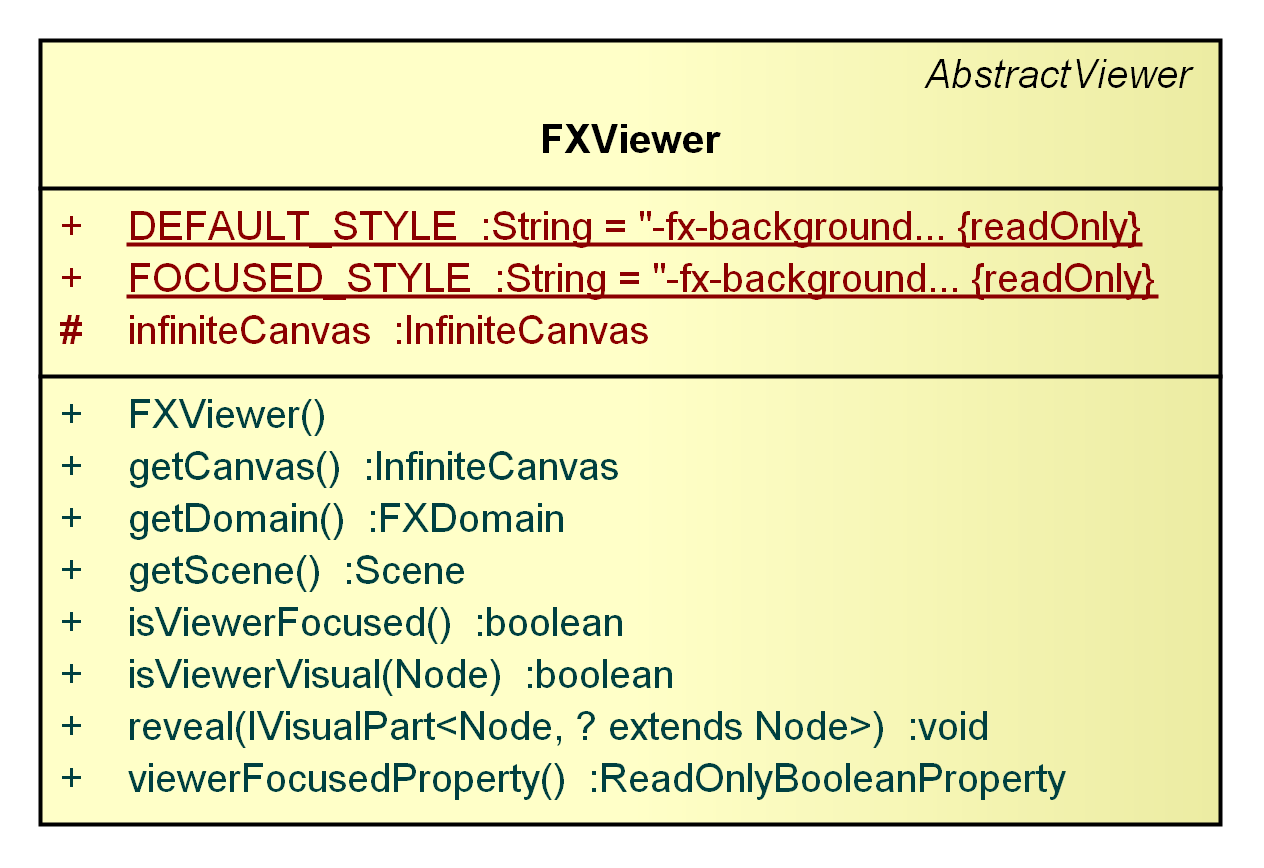 AbstractViewer
FXViewer
+ DEFAULT_STYLE :String = "-fx-background... {readOnly}
+ FOCUSED_STYLE :String = "-fx-background... {readOnly}
# infiniteCanvas :InfiniteCanvas
+ FXViewer()
+ getCanvas() :InfiniteCanvas
+ getDomain() :FXDomain
+ getScene() :Scene
+ isViewerFocused() :boolean
+ isViewerVisual(Node) :boolean
+ reveal(IVisualPart<Node, ? extends Node>) :void
+ viewerFocusedProperty() :ReadOnlyBooleanProperty